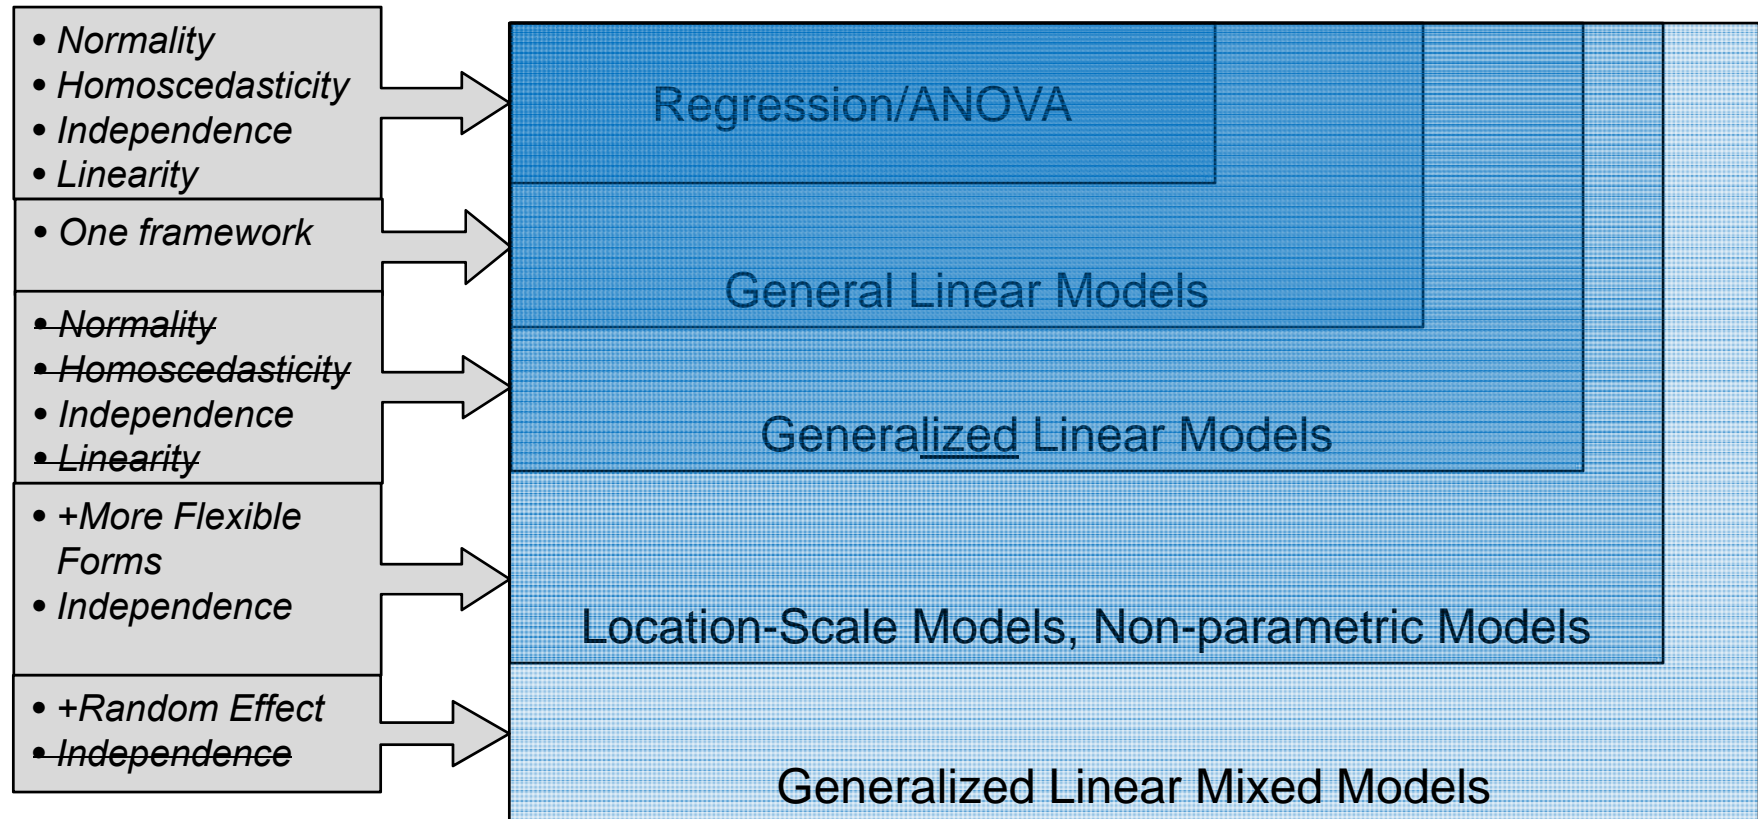 • Normality
• Homoscedasticity
• Independence
• Linearity
• One framework
• Normality
• Homoscedasticity
• Independence
• Linearity
• +More Flexible
Forms
• Independence
• +Random Effect
• Independence
Regression/ANOVA
General Linear Models
Generalized Linear Models
Location-Scale Models, Non-parametric Models
Generalized Linear Mixed Models